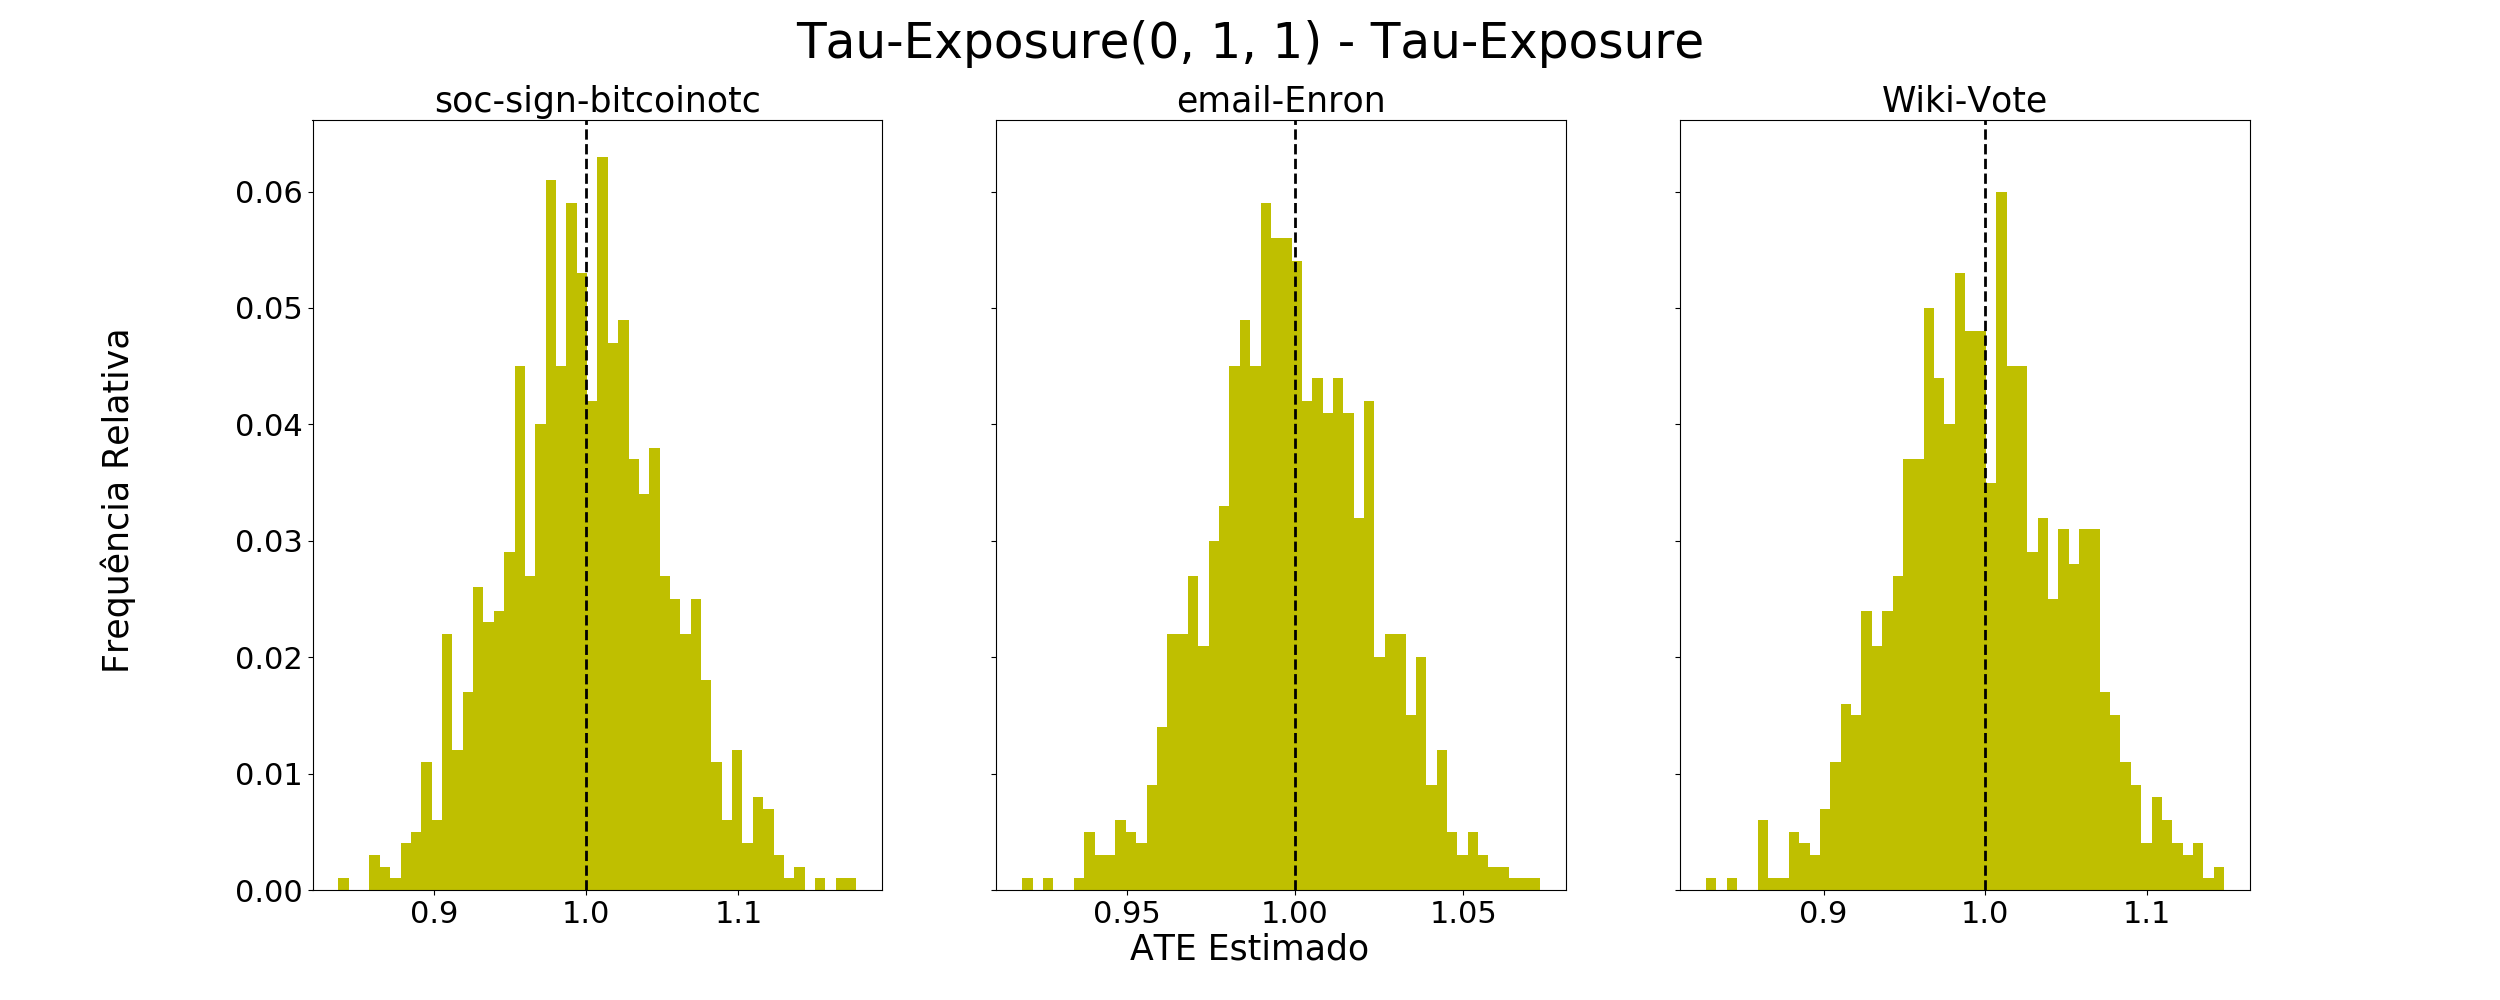 Tau-Exposure(0, 1, 1) - Tau-Exposure
soc-sign-bitcoinotc
email-Enron
Wiki-Vote
Frequência Relativa
0.06
0.05
0.04
0.03
0.02
0.01
0.00
0.9 1.0 1.1
0.95 1.00 1.05
0.9 1.0 1.1
ATE Estimado